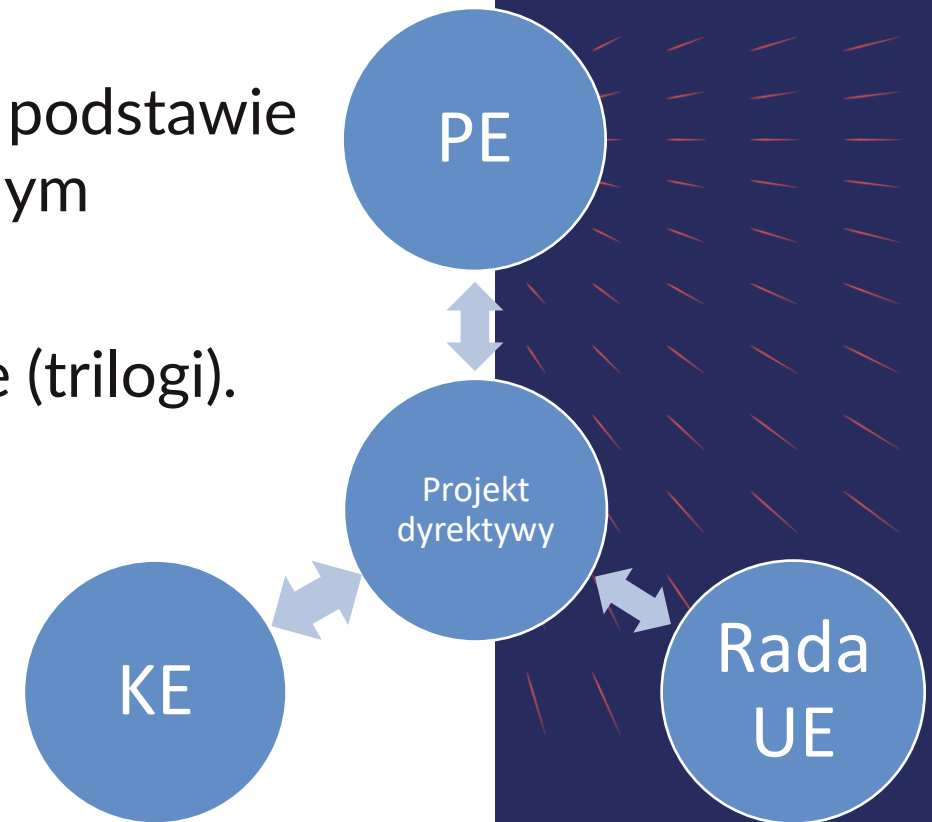 podstawie
ym
e (trilogi).
PE
Projekt
dyrektywy
KE
Rada
UE